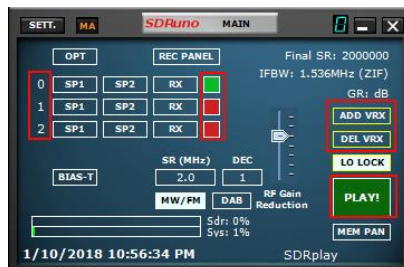 SETT. MA SDRuno MAIN 0
OPT REC PANEL Final SR: 2000000
IFBW: 1.536MHz (ZIF)
GR: dB
0 SP1 SP2 RX ADD VRX
1 SP1 SP2 RX DEL VRX
2 SP1 SP2 RX
LO LOCK
SR (MHz) DEC
BIAS-T 2.0 1 PLAY!
MW/FM DAB RF Gain
Reduction
Sdr: 0%
Sys: 1% MEM PAN
1/10/2018 10:56:34 PM SDRplay